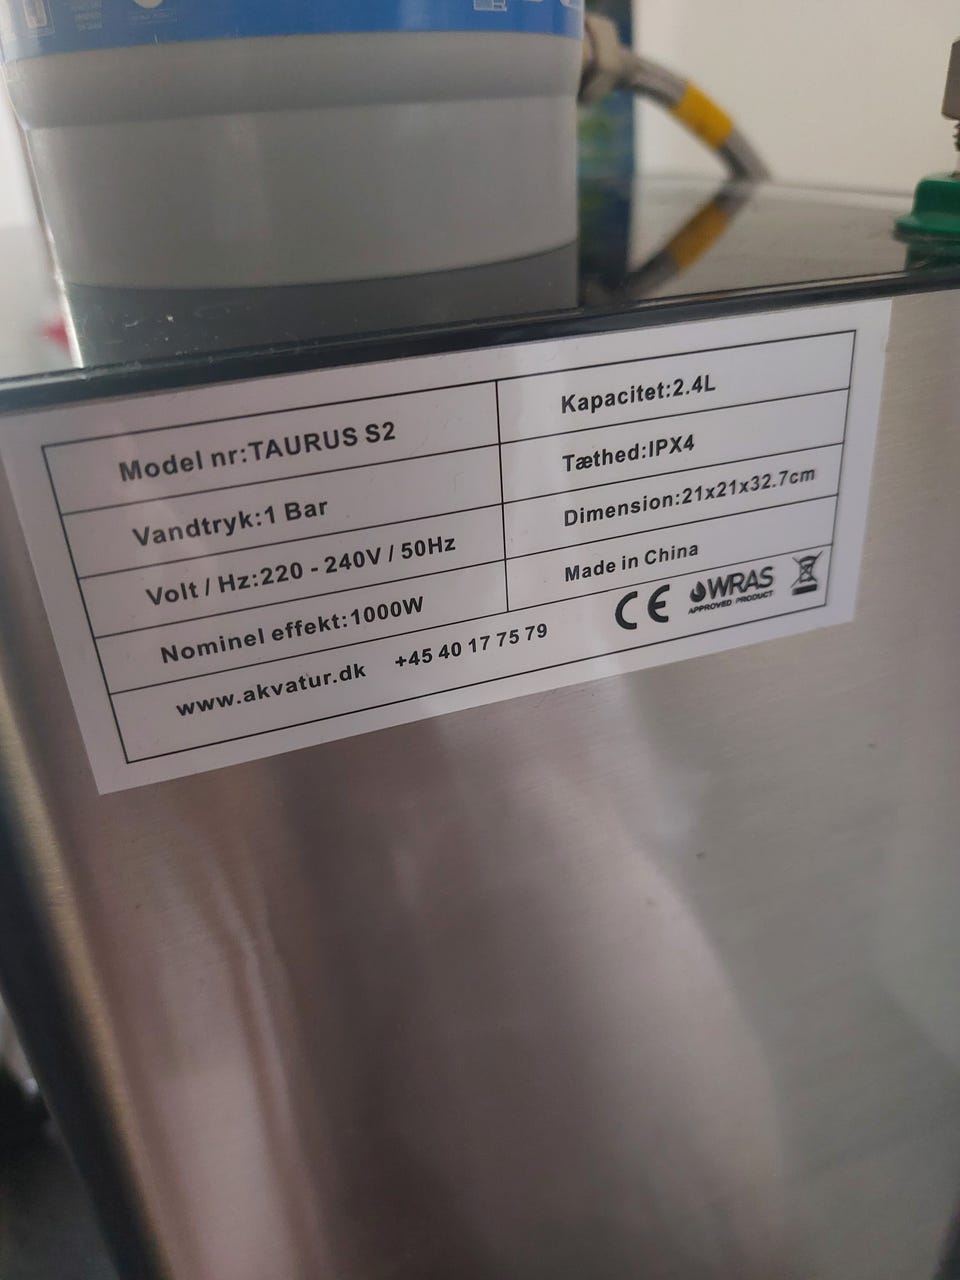 Model nr:TAURUS S2
Kapacitet:2.4L
Vandtryk:1 Bar
Tæthed:IPX4
Volt / Hz:220 - 240V / 50Hz
Dimension:21x21x32.7cm
Nominel effekt:1000W
Made in China
www.akvatur.dk +45 40 17 75 79
CE
WRAS
APPROVED PRODUCT